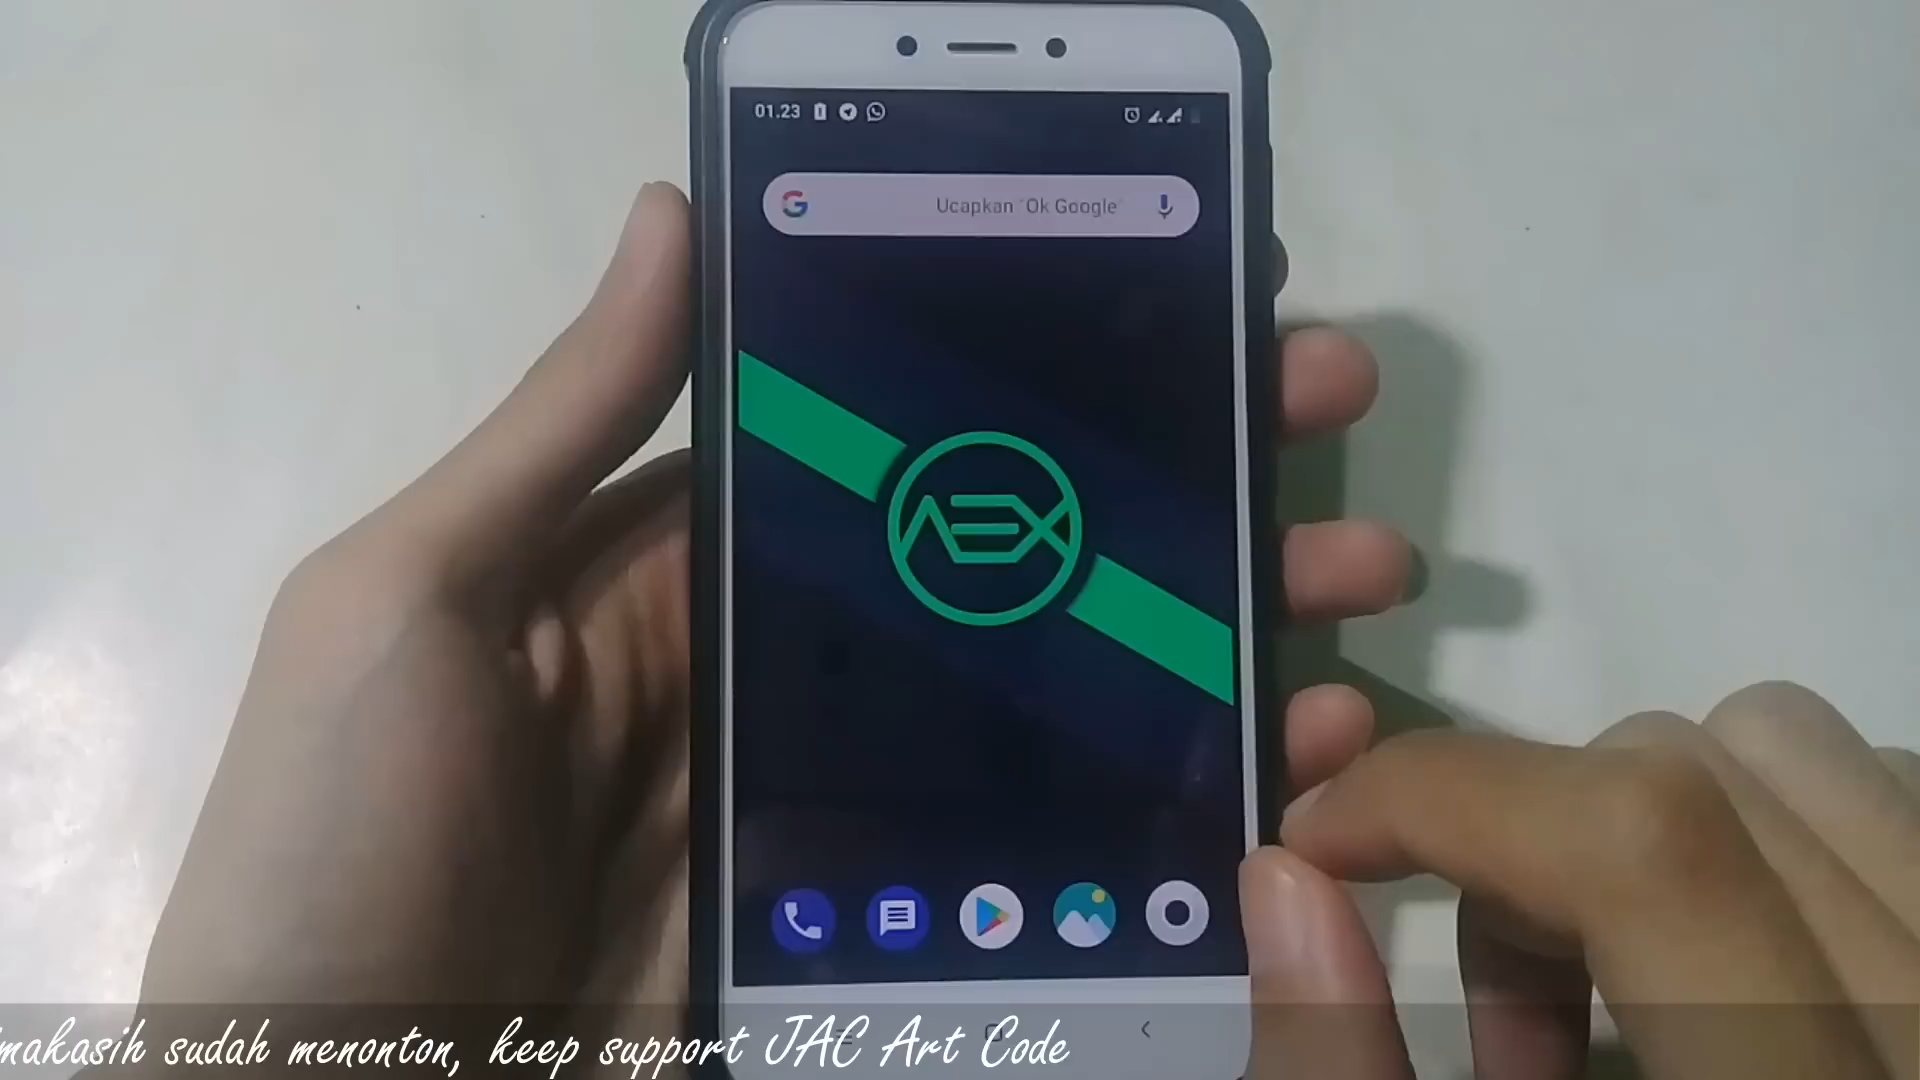 01.23
Ucapkan "Ok Google"
AEX
makasih sudah menonton, keep support JAC Art Code